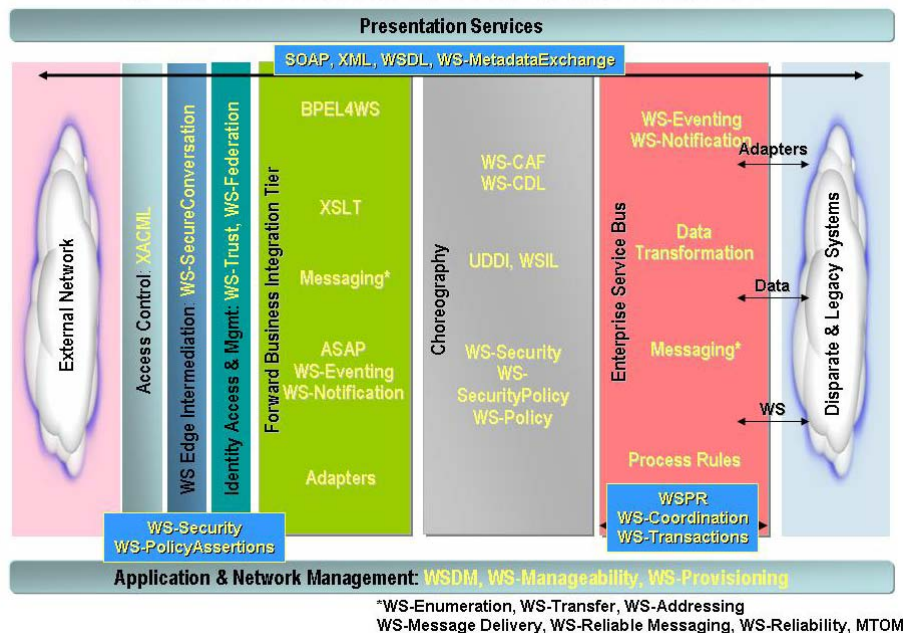 Presentation Services
SOAP, XML, WSDL, WS-MetadataExchange
External Network
Access Control: XACML
WS Edge Intermediation: WS-SecureConversation
Identity Access & Mgmt: WS-Trust, WS-Federation
Forward Business Integration Tier
BPEL4WS
XSLT
Messaging*
ASAP
WS-Eventing
WS-Notification
Adapters
WS-Security
WS-PolicyAssertions
Choreography
WS-CAF
WS-CDL
UDDI, WSIL
WS-Security
WS-
SecurityPolicy
WS-Policy
Enterprise Service Bus
WS-Eventing
WS-Notification
Data
Transformation
Messaging*
Process Rules
WSPR
WS-Coordination
WS-Transactions
Adapters
Data
WS
Disparate & Legacy Systems
Application & Network Management: WSDM, WS-Manageability, WS-Provisioning
*WS-Enumeration, WS-Transfer, WS-Addressing
WS-Message Delivery, WS-Reliable Messaging, WS-Reliability, MTOM